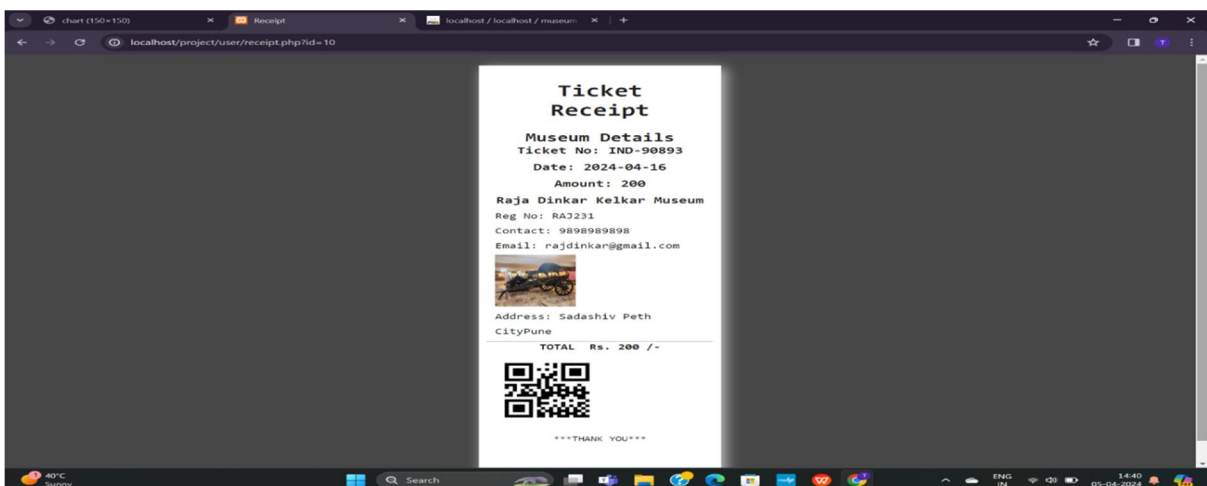 chart (150×150)
Receipt
localhost / localhost / museum
localhost/project/user/receipt.php?id=10
T
Ticket
Receipt
Museum Details
Ticket No: IND-90893
Date: 2024-04-16
Amount: 200
Raja Dinkar Kelkar Museum
Reg No: RAJ231
Contact: 9898989898
Email: rajdinkar@gmail.com
Address: Sadashiv Peth
CityPune
TOTAL Rs. 200 /-
***THANK YOU***
1
40°C
Sunny
Search
ENG
IN
14:40
05-04-2024